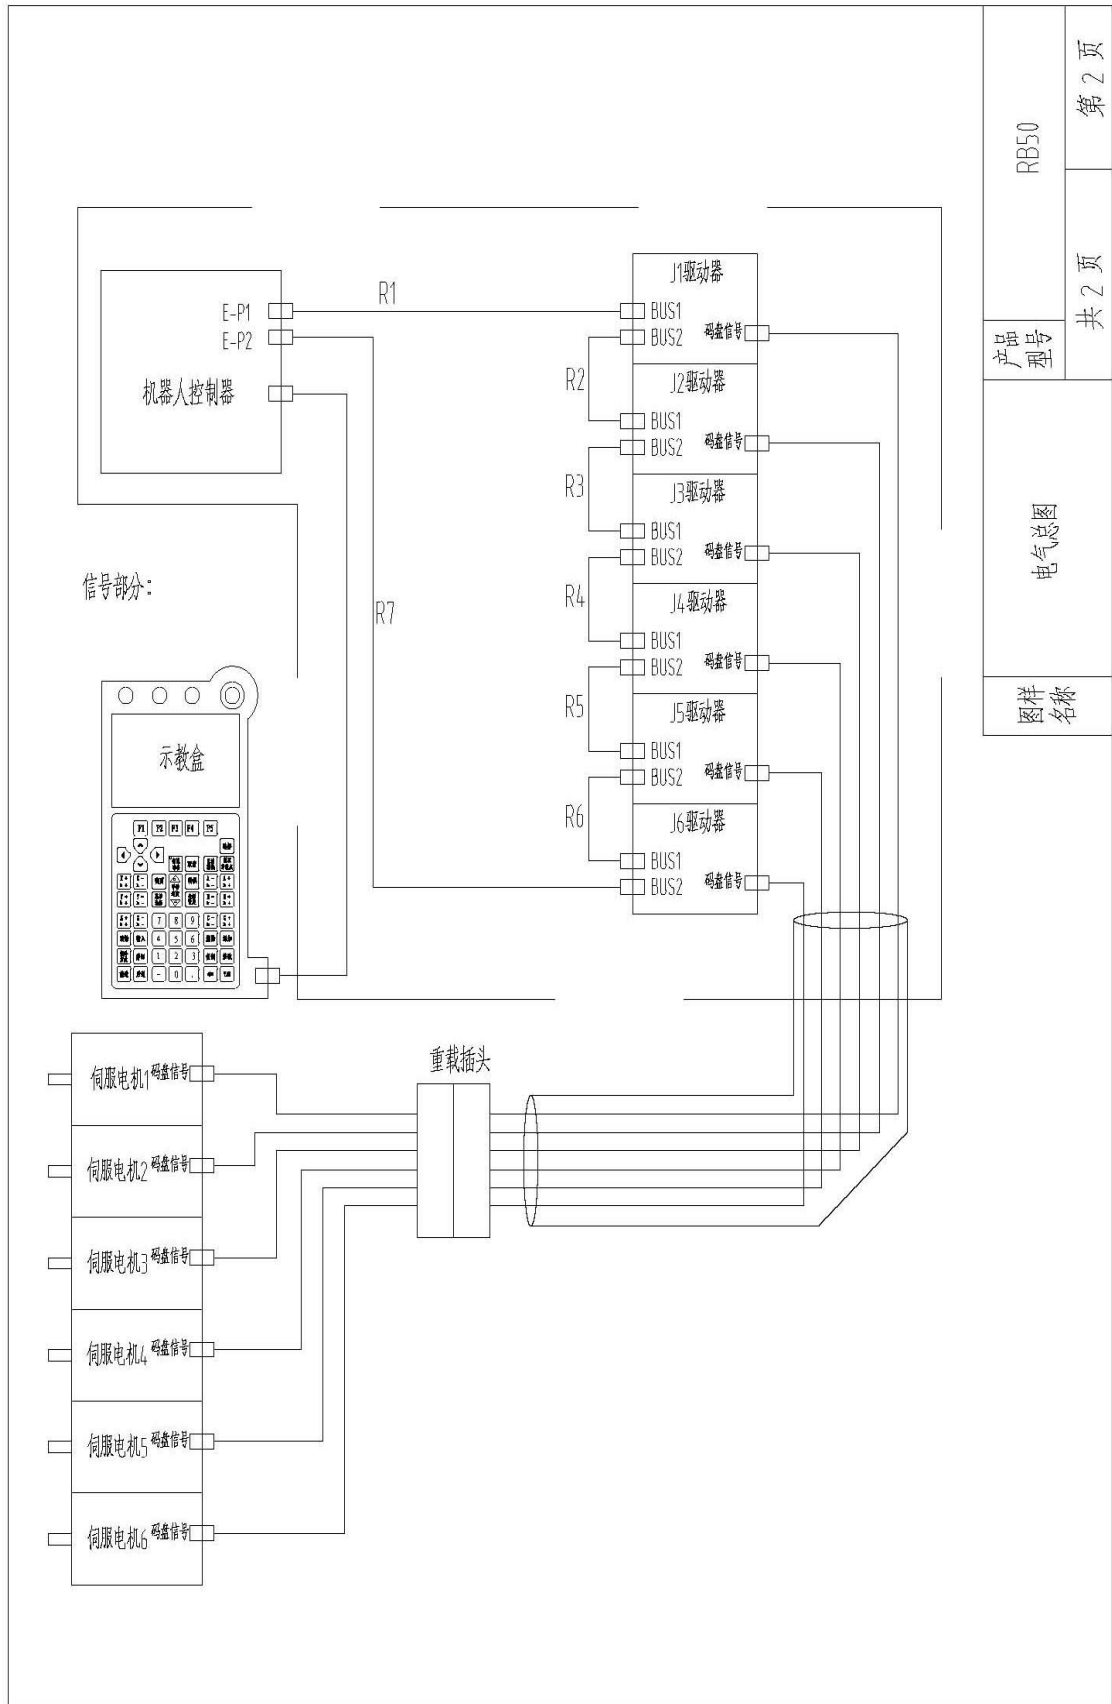 机器人控制器
E-P1
E-P2
R1
R2
R3
R4
R5
R6
R7
J1驱动器
BUS1
BUS2
码盘信号
J2驱动器
BUS1
BUS2
码盘信号
J3驱动器
BUS1
BUS2
码盘信号
J4驱动器
BUS1
BUS2
码盘信号
J5驱动器
BUS1
BUS2
码盘信号
J6驱动器
BUS1
BUS2
码盘信号
信号部分：
示教盒
F1 F2 F3 F4 F5
7 8 9
4 5 6
1 2 3
- 0 .
重载插头
伺服电机1 码盘信号
伺服电机2 码盘信号
伺服电机3 码盘信号
伺服电机4 码盘信号
伺服电机5 码盘信号
伺服电机6 码盘信号
图样名称
电气总图
产品型号
RB50
共 2 页
第 2 页